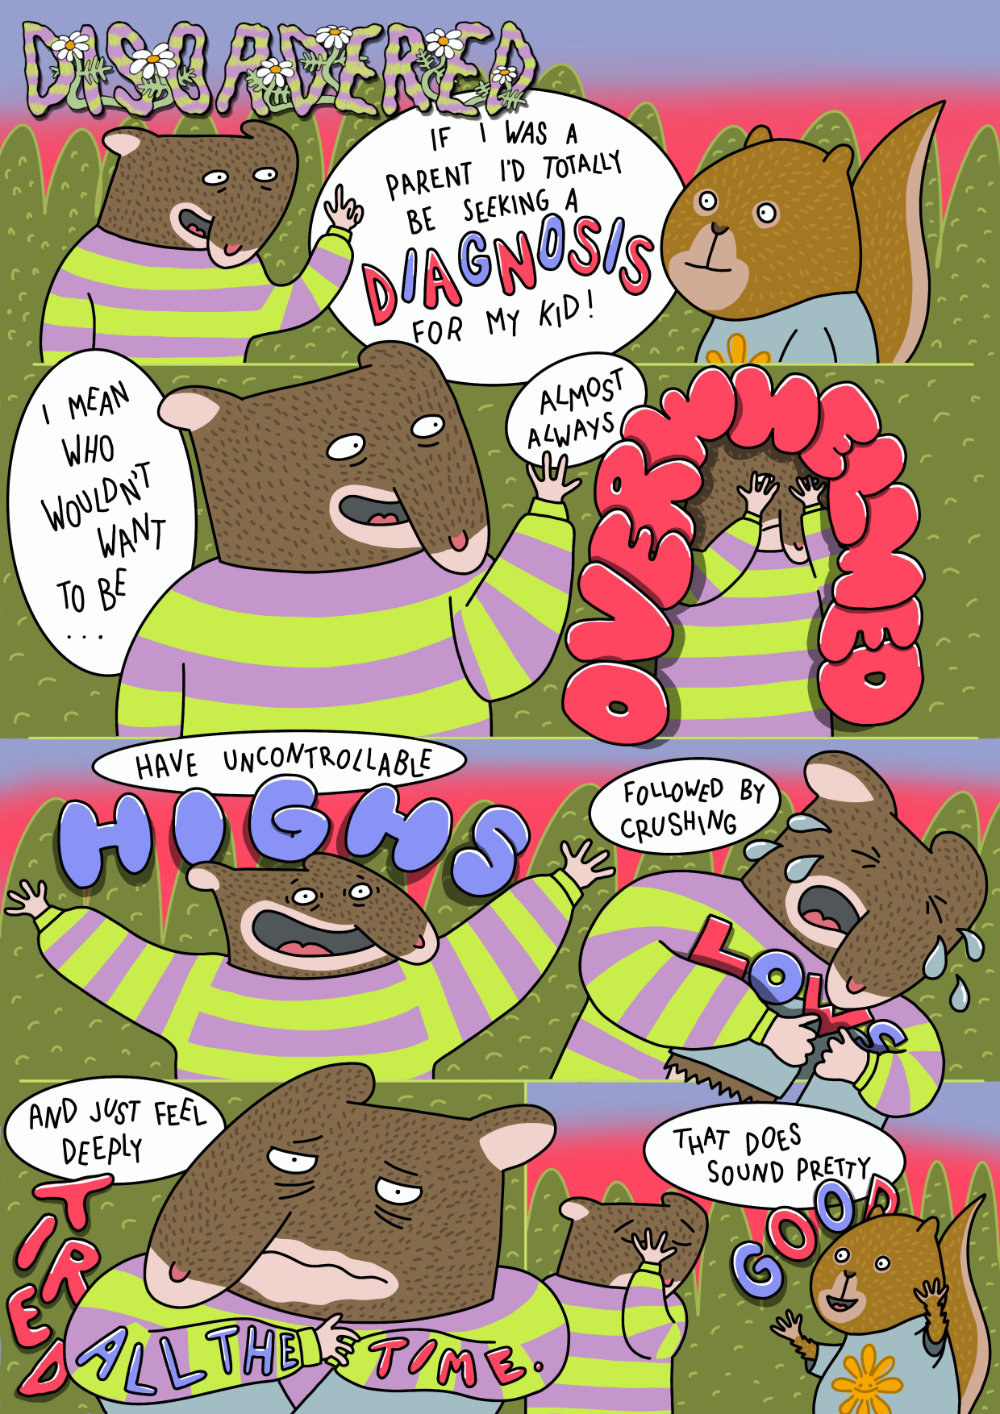 DISORDERED
IF I WAS A
PARENT I'D TOTALLY
BE SEEKING A
DIAGNOSIS
FOR MY KID!
I MEAN
WHO
WOULDN'T
WANT
TO BE
...
ALMOST
ALWAYS
OVERWHELMED
HAVE UNCONTROLLABLE
HIGHS
FOLLOWED BY
CRUSHING
LOWS
AND JUST FEEL
DEEPLY
TIRED
ALL THE TIME.
THAT DOES
SOUND PRETTY
GOOD